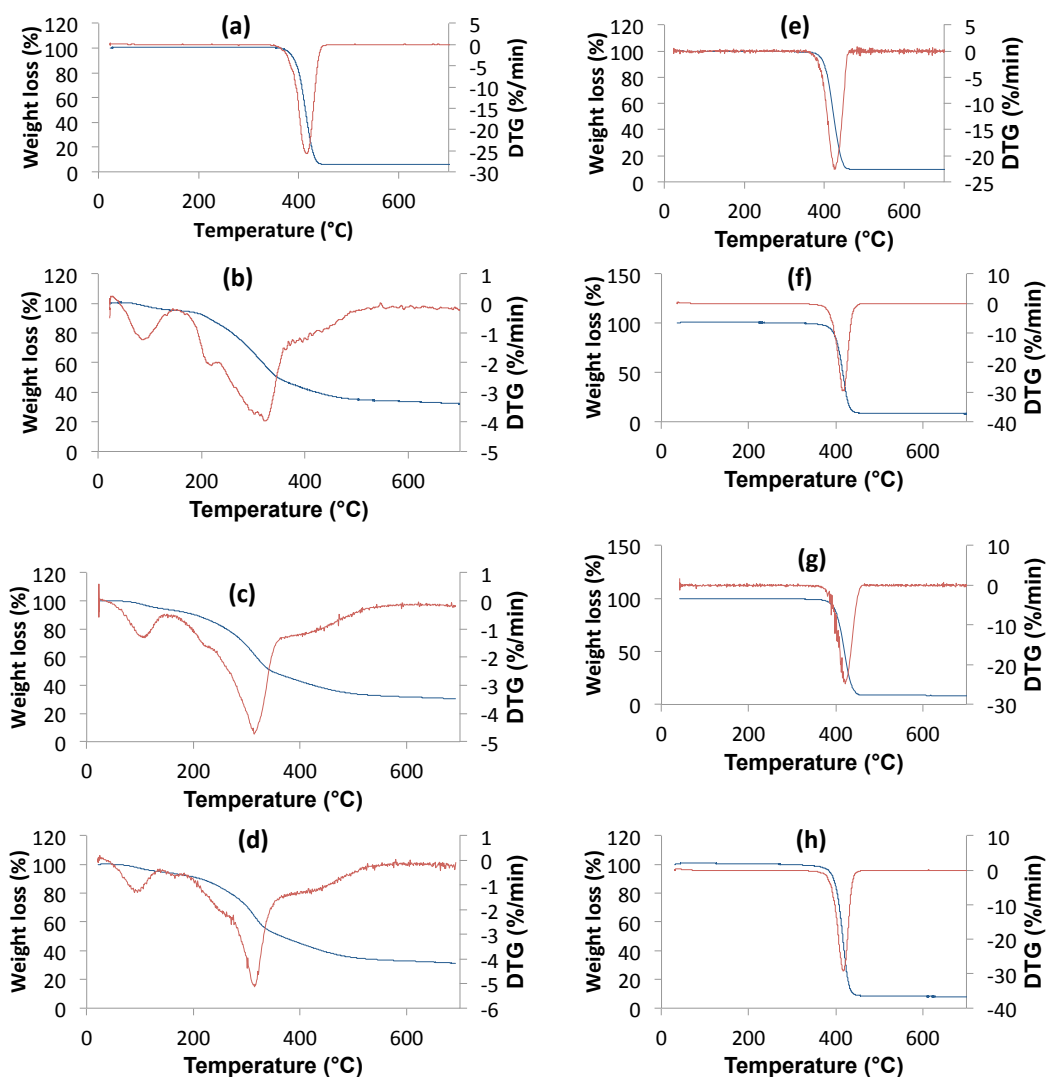 (a)
Weight loss (%)
120
100
80
60
40
20
0
5
0
-5
-10
-15
-20
-25
-30
DTG (%/min)
0 200 400 600
Temperature (°C)
(e)
Weight loss (%)
120
100
80
60
40
20
0
5
0
-5
-10
-15
-20
-25
DTG (%/min)
0 200 400 600
Temperature (°C)
(b)
Weight loss (%)
120
100
80
60
40
20
0
1
0
-1
-2
-3
-4
-5
DTG (%/min)
0 200 400 600
Temperature (°C)
(f)
Weight loss (%)
150
100
50
0
10
0
-10
-20
-30
-40
DTG (%/min)
0 200 400 600
Temperature (°C)
(c)
Weight loss (%)
120
100
80
60
40
20
0
1
0
-1
-2
-3
-4
-5
DTG (%/min)
0 200 400 600
Temperature (°C)
(g)
Weight loss (%)
150
100
50
0
10
0
-10
-20
-30
DTG (%/min)
0 200 400 600
Temperature (°C)
(d)
Weight loss (%)
120
100
80
60
40
20
0
1
0
-1
-2
-3
-4
-5
-6
DTG (%/min)
0 200 400 600
Temperature (°C)
(h)
Weight loss (%)
120
100
80
60
40
20
0
10
0
-10
-20
-30
-40
DTG (%/min)
0 200 400 600
Temperature (°C)